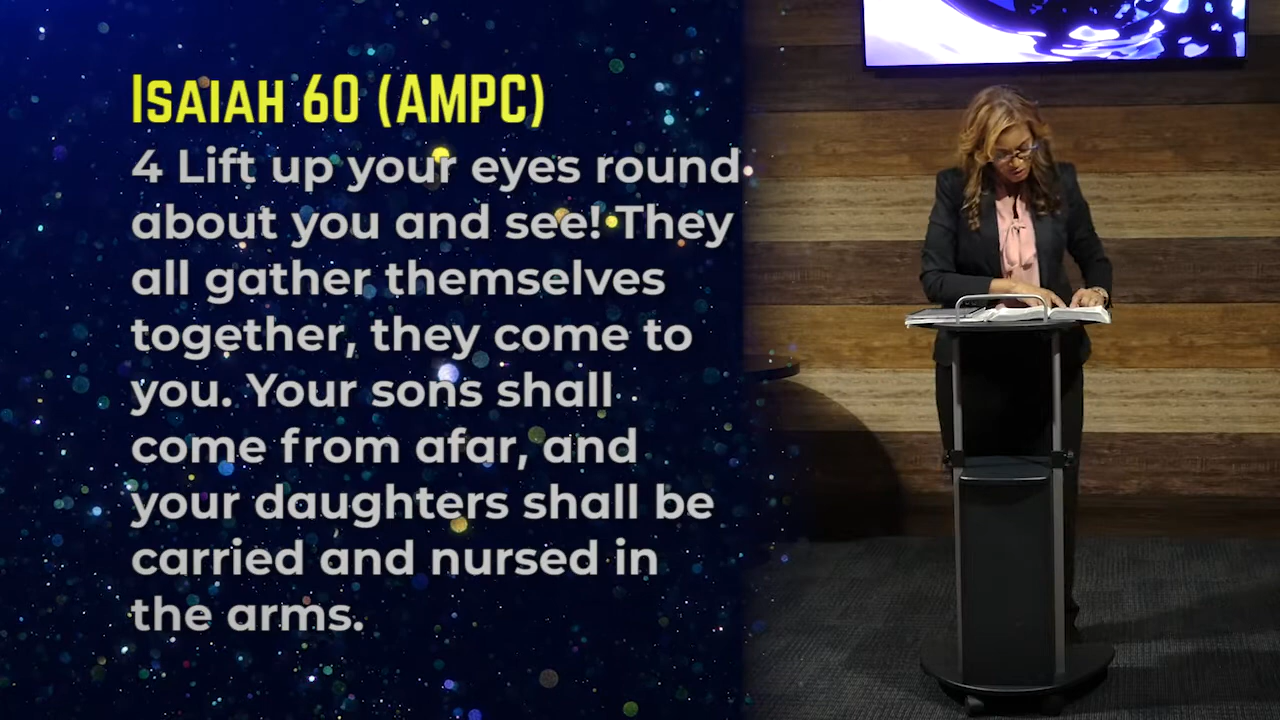 Isaiah 60 (AMPC)
4 Lift up your eyes round
about you and see! They
all gather themselves
together, they come to
you. Your sons shall
come from afar, and
your daughters shall be
carried and nursed in
the arms.